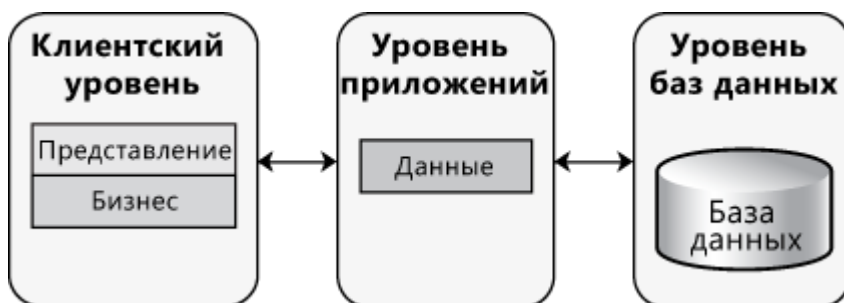 Клиентский
уровень
Представление
Бизнес
Уровень
приложений
Данные
Уровень
баз данных
База
данных